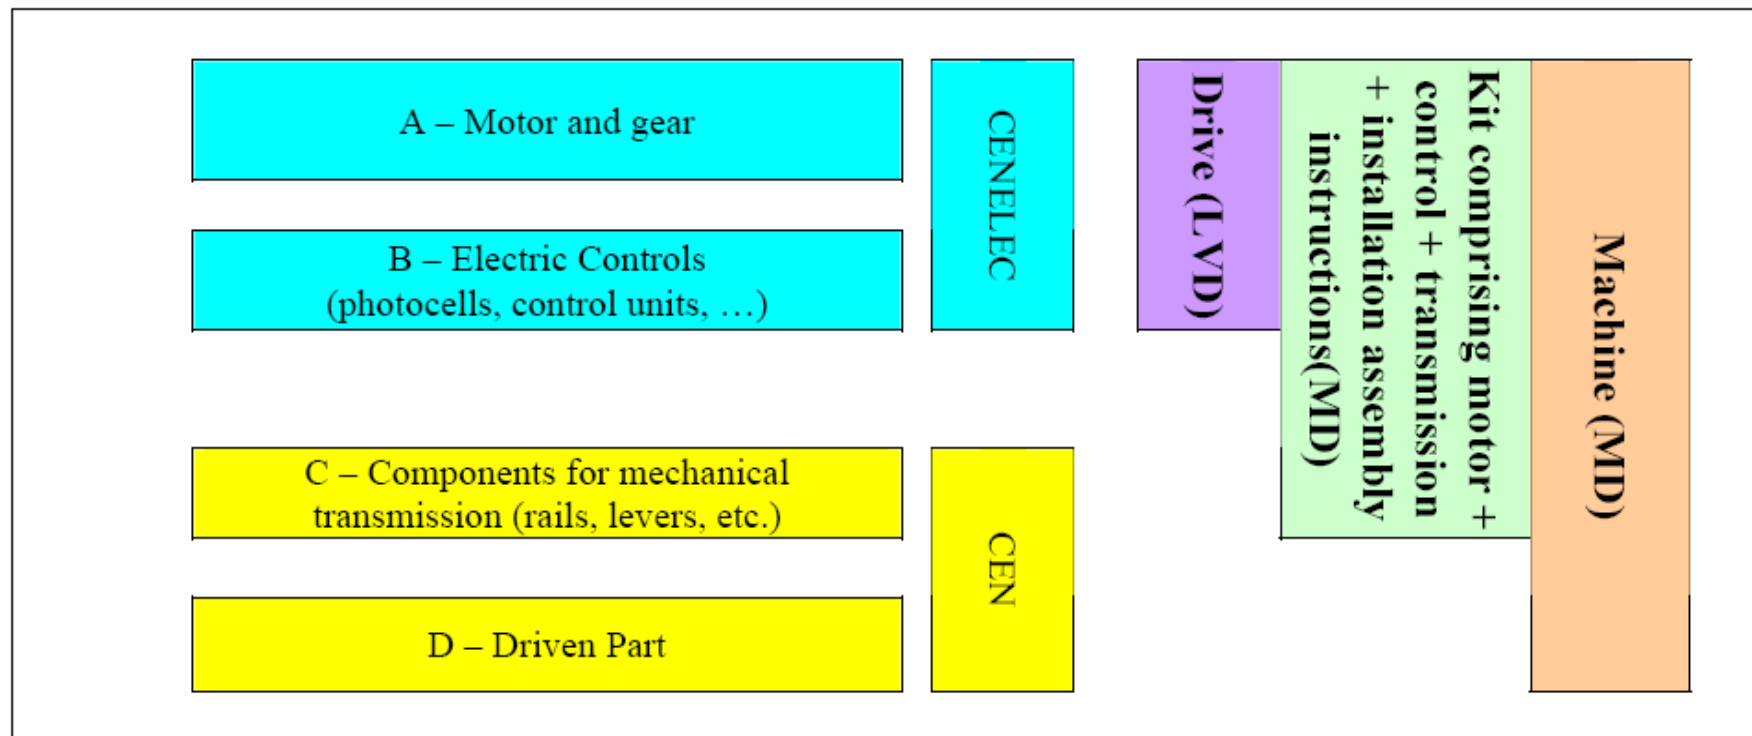 A – Motor and gear
B – Electric Controls
(photocells, control units, …)
C – Components for mechanical
transmission (rails, levers, etc.)
D – Driven Part
CENELEC
CEN
Drive (LVD)
Kit comprising motor +
control + transmission
+ installation assembly
instructions(MD)
Machine (MD)